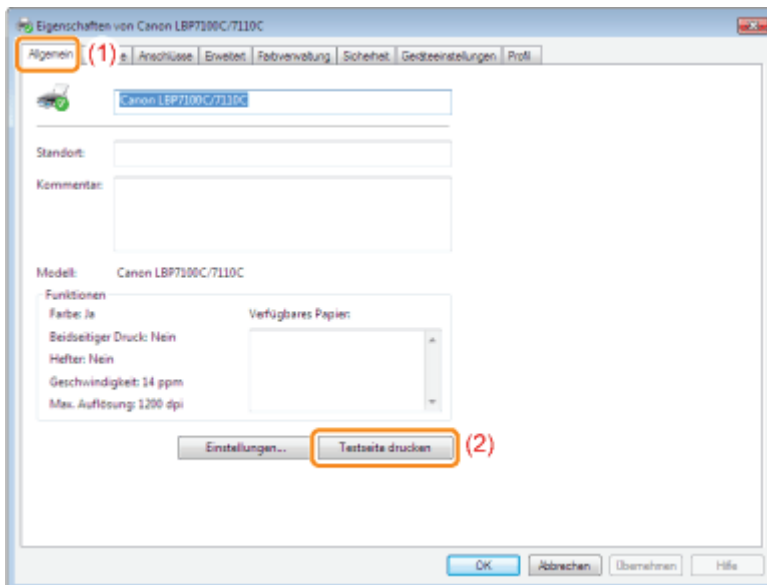 Eigenschaften von Canon LBP7100C/7110C
Allgemein (1) e Anschlüsse Erweitert Farbverwaltung Sicherheit Geräteeinstellungen Profil
Canon LBP7100C/7110C
Standort:
Kommentar:
Modell: Canon LBP7100C/7110C
Funktionen
Farbe: Ja Verfügbares Papier:
Beidseitiger Druck: Nein
Hefter: Nein
Geschwindigkeit: 14 ppm
Max. Auflösung: 1200 dpi
Einstellungen... Testseite drucken (2)
OK Abbrechen Übernehmen Hilfe